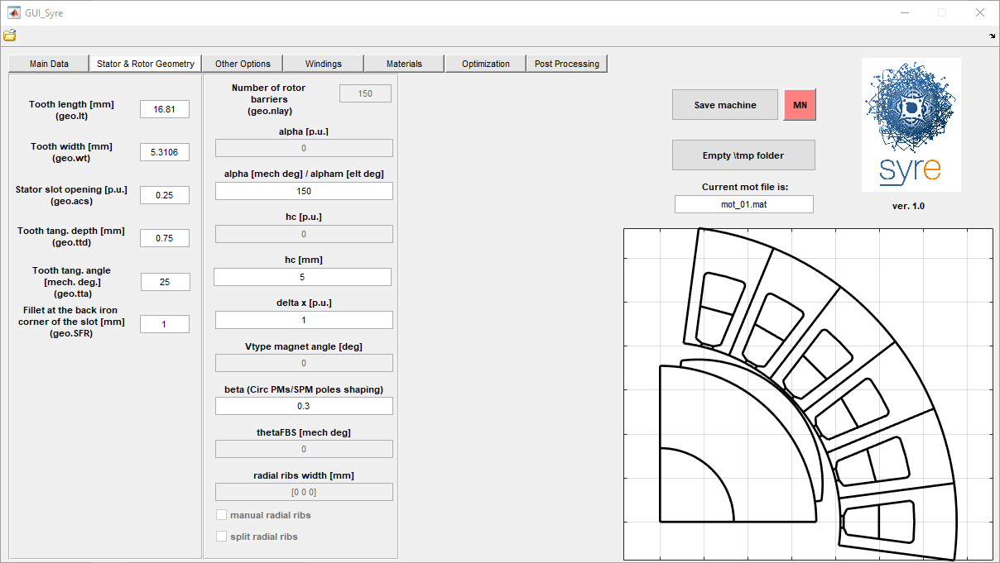 GUI_Syre
Main Data
Stator & Rotor Geometry
Other Options
Windings
Materials
Optimization
Post Processing
Tooth length [mm]
(geo.lt)
16.81
Tooth width [mm]
(geo.wt)
5.3106
Stator slot opening [p.u.]
(geo.acs)
0.25
Tooth tang. depth [mm]
(geo.ttd)
0.75
Tooth tang. angle
[mech. deg.]
(geo.tta)
25
Fillet at the back iron
corner of the slot [mm]
(geo.SFR)
1
Number of rotor
barriers
(geo.nlay)
150
alpha [p.u.]
0
alpha [mech deg] / alpham [elt deg]
150
hc [p.u.]
0
hc [mm]
5
delta x [p.u.]
1
Vtype magnet angle [deg]
0
beta (Circ PMs/SPM poles shaping)
0.3
thetaFBS [mech deg]
0
radial ribs width [mm]
[0 0 0]
manual radial ribs
split radial ribs
Save machine
MN
Empty \tmp folder
Current mot file is:
mot_01.mat
syre
ver. 1.0